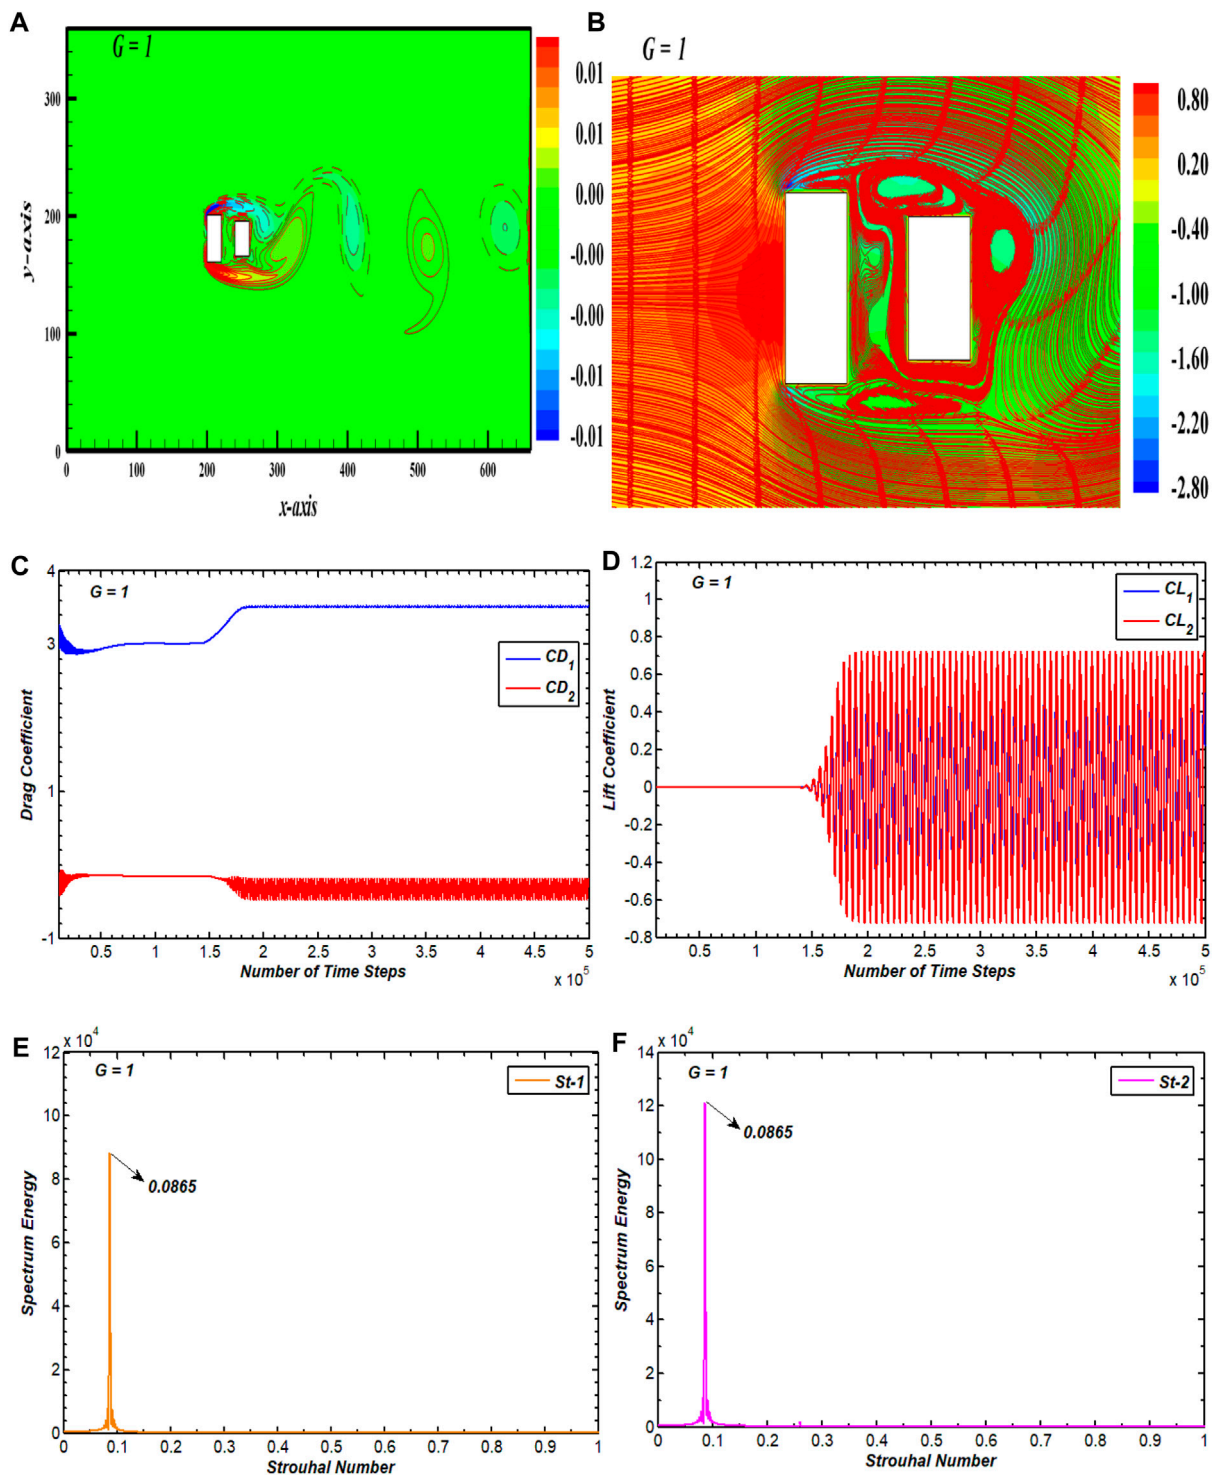 A
G = 1
y-axis
300
200
100
0
0 100 200 300 400 500 600
x-axis
0.01
0.01
0.00
-0.00
-0.00
-0.01
-0.01
B
G = 1
0.80
0.20
-0.40
-1.00
-1.60
-2.20
-2.80
C
G = 1
Drag Coefficient
4
3
1
-1
CD1
CD2
0.5 1 1.5 2 2.5 3 3.5 4 4.5 5
Number of Time Steps
x 10^5
D
G = 1
Lift Coefficient
1.2
1
0.8
0.6
0.4
0.2
0
-0.2
-0.4
-0.6
-0.8
CL1
CL2
0.5 1 1.5 2 2.5 3 3.5 4 4.5 5
Number of Time Steps
x 10^5
E
x 10^4
G = 1
St-1
Spectrum Energy
12
10
8
6
4
2
0
0.0865
0 0.1 0.2 0.3 0.4 0.5 0.6 0.7 0.8 0.9 1
Strouhal Number
F
x 10^4
G = 1
St-2
Spectrum Energy
14
12
10
8
6
4
2
0
0.0865
0 0.1 0.2 0.3 0.4 0.5 0.6 0.7 0.8 0.9 1
Strouhal Number